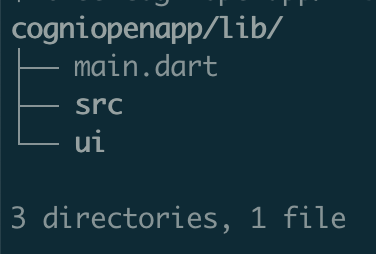 cogniopenapp/lib/
├── main.dart
├── src
└── ui
3 directories, 1 file